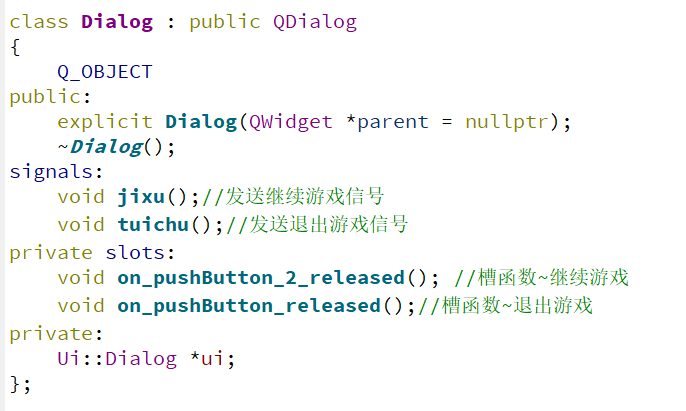 class Dialog : public QDialog
{
    Q_OBJECT
public:
    explicit Dialog(QWidget *parent = nullptr);
    ~Dialog();
signals:
    void jixu();//发送继续游戏信号
    void tuichu();//发送退出游戏信号
private slots:
    void on_pushButton_2_released(); //槽函数~继续游戏
    void on_pushButton_released();//槽函数~退出游戏
private:
    Ui::Dialog *ui;
};